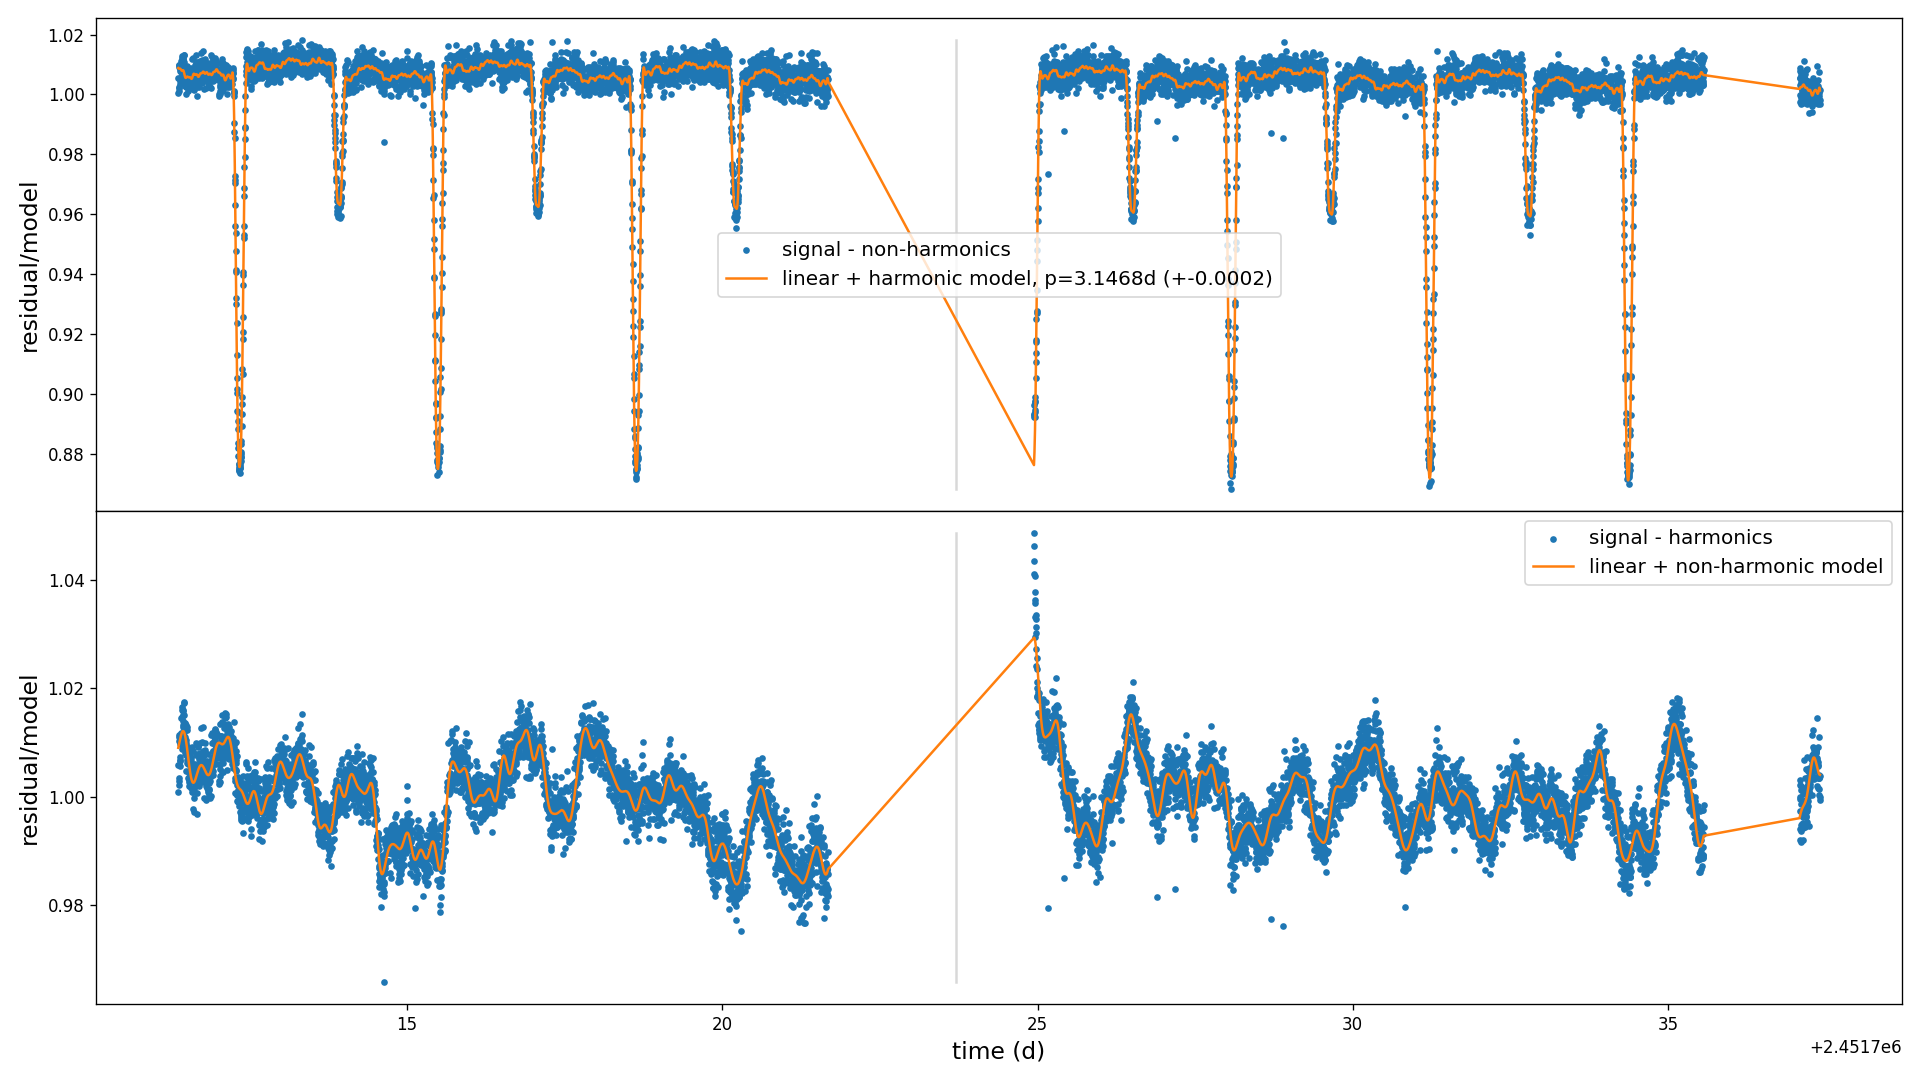 1.02
1.00
0.98
0.96
0.94
0.92
0.90
0.88
residual/model
signal - non-harmonics
linear + harmonic model, p=3.1468d (+-0.0002)
1.04
1.02
1.00
0.98
residual/model
signal - harmonics
linear + non-harmonic model
15
20
25
30
35
time (d)
+2.4517e6